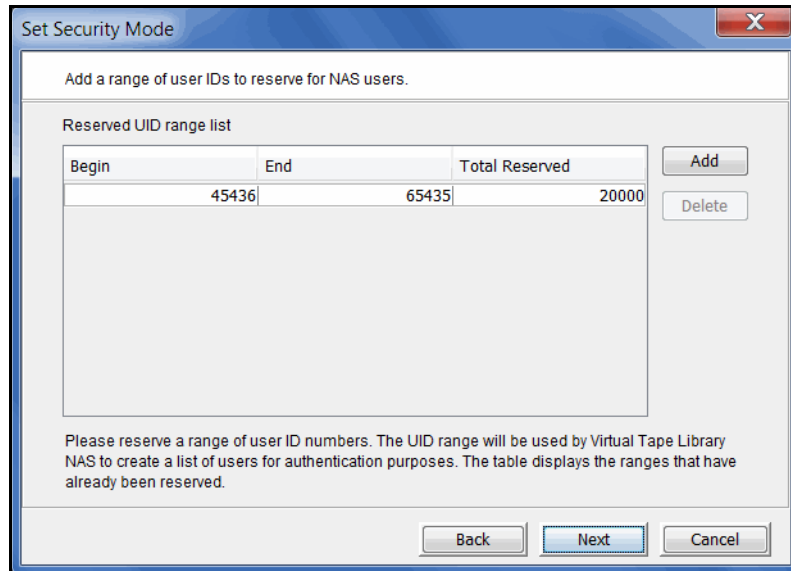 Set Security Mode
X
Add a range of user IDs to reserve for NAS users.
Reserved UID range list
Begin End Total Reserved
45436 65435 20000
Add
Delete
Please reserve a range of user ID numbers. The UID range will be used by Virtual Tape Library
NAS to create a list of users for authentication purposes. The table displays the ranges that have
already been reserved.
Back Next Cancel